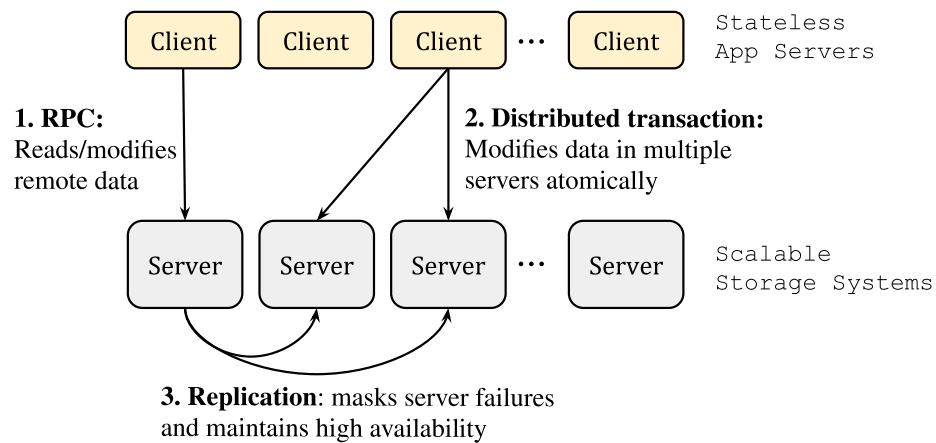 Client
Client
Client
...
Client
Stateless
App Servers
1. RPC:
Reads/modifies
remote data
2. Distributed transaction:
Modifies data in multiple
servers atomically
Server
Server
Server
...
Server
Scalable
Storage Systems
3. Replication: masks server failures
and maintains high availability